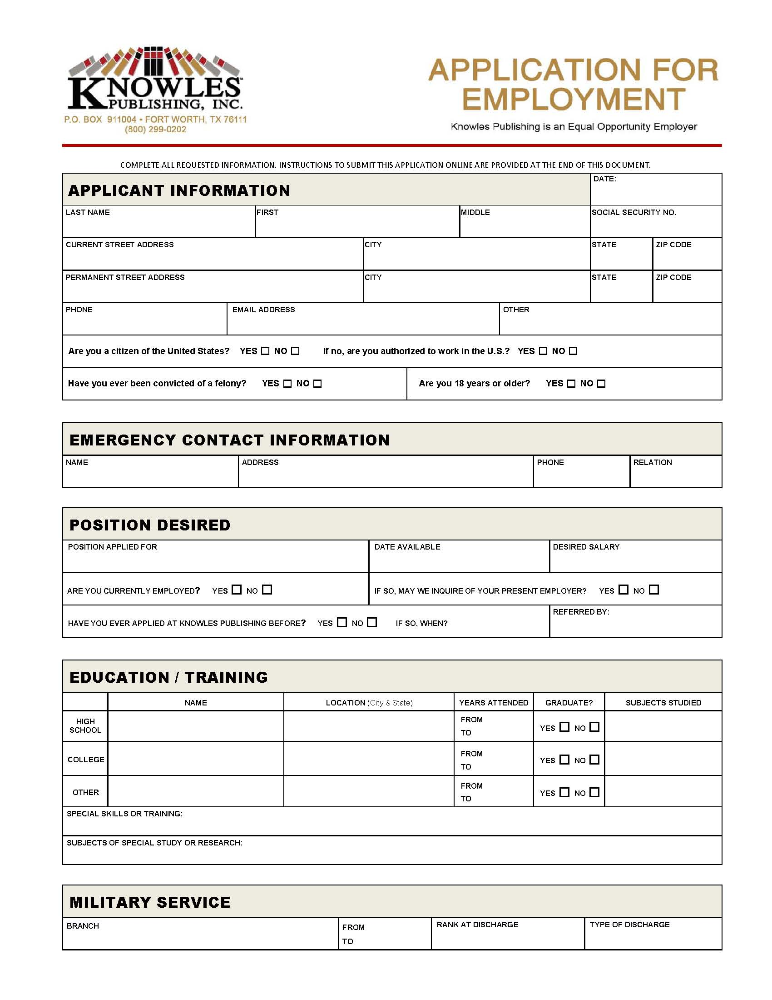 KNOWLES™
PUBLISHING, INC.
P.O. BOX 911004 • FORT WORTH, TX 76111
(800) 299-0202
APPLICATION FOR
EMPLOYMENT
Knowles Publishing is an Equal Opportunity Employer
COMPLETE ALL REQUESTED INFORMATION. INSTRUCTIONS TO SUBMIT THIS APPLICATION ONLINE ARE PROVIDED AT THE END OF THIS DOCUMENT.
APPLICANT INFORMATION DATE:
LAST NAME FIRST MIDDLE SOCIAL SECURITY NO.
CURRENT STREET ADDRESS CITY STATE ZIP CODE
PERMANENT STREET ADDRESS CITY STATE ZIP CODE
PHONE EMAIL ADDRESS OTHER
Are you a citizen of the United States? YES NO If no, are you authorized to work in the U.S.? YES NO
Have you ever been convicted of a felony? YES NO Are you 18 years or older? YES NO
EMERGENCY CONTACT INFORMATION
NAME ADDRESS PHONE RELATION
POSITION DESIRED
POSITION APPLIED FOR DATE AVAILABLE DESIRED SALARY
ARE YOU CURRENTLY EMPLOYED? YES NO IF SO, MAY WE INQUIRE OF YOUR PRESENT EMPLOYER? YES NO
HAVE YOU EVER APPLIED AT KNOWLES PUBLISHING BEFORE? YES NO IF SO, WHEN? REFERRED BY:
EDUCATION / TRAINING
NAME LOCATION (City & State) YEARS ATTENDED GRADUATE? SUBJECTS STUDIED
HIGH
SCHOOL
FROM
TO
YES NO
COLLEGE
FROM
TO
YES NO
OTHER
FROM
TO
YES NO
SPECIAL SKILLS OR TRAINING:
SUBJECTS OF SPECIAL STUDY OR RESEARCH:
MILITARY SERVICE
BRANCH
FROM
TO
RANK AT DISCHARGE
TYPE OF DISCHARGE